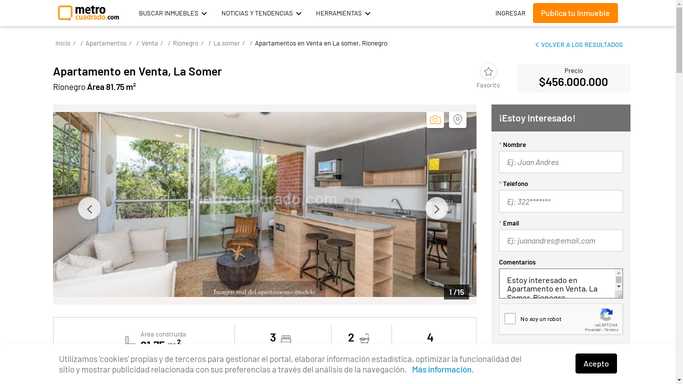 metro
cuadrado.com
BUSCAR INMUEBLES
NOTICIAS Y TENDENCIAS
HERRAMIENTAS
INGRESAR
Publica tu inmueble
Inicio / / Apartamentos / / Venta / / Rionegro / / La somer / / Apartamentos en Venta en La somer, Rionegro
VOLVER A LOS RESULTADOS
Apartamento en Venta, La Somer
Rionegro Area 81.75 m²
Favorito
Precio
$456.000.000
¡Estoy Interesado!
* Nombre
Ej: Juan Andres
* Telefono
Ej: 322*******
* Email
Ej: juanandres@email.com
Comentarios
Estoy interesado en
Apartamento en Venta, La
Somer, Rionegro
No soy un robot
reCAPTCHA
Privacidad - Términos
metrocuadrado.com
Imagen real del apartamento modelo
1 /15
Área construida
81.75 m²
3
2
4
Utilizamos 'cookies' propias y de terceros para gestionar el portal, elaborar información estadística, optimizar la funcionalidad del
sitio y mostrar publicidad relacionada con sus preferencias a través del análisis de la navegación. Más información.
Acepto